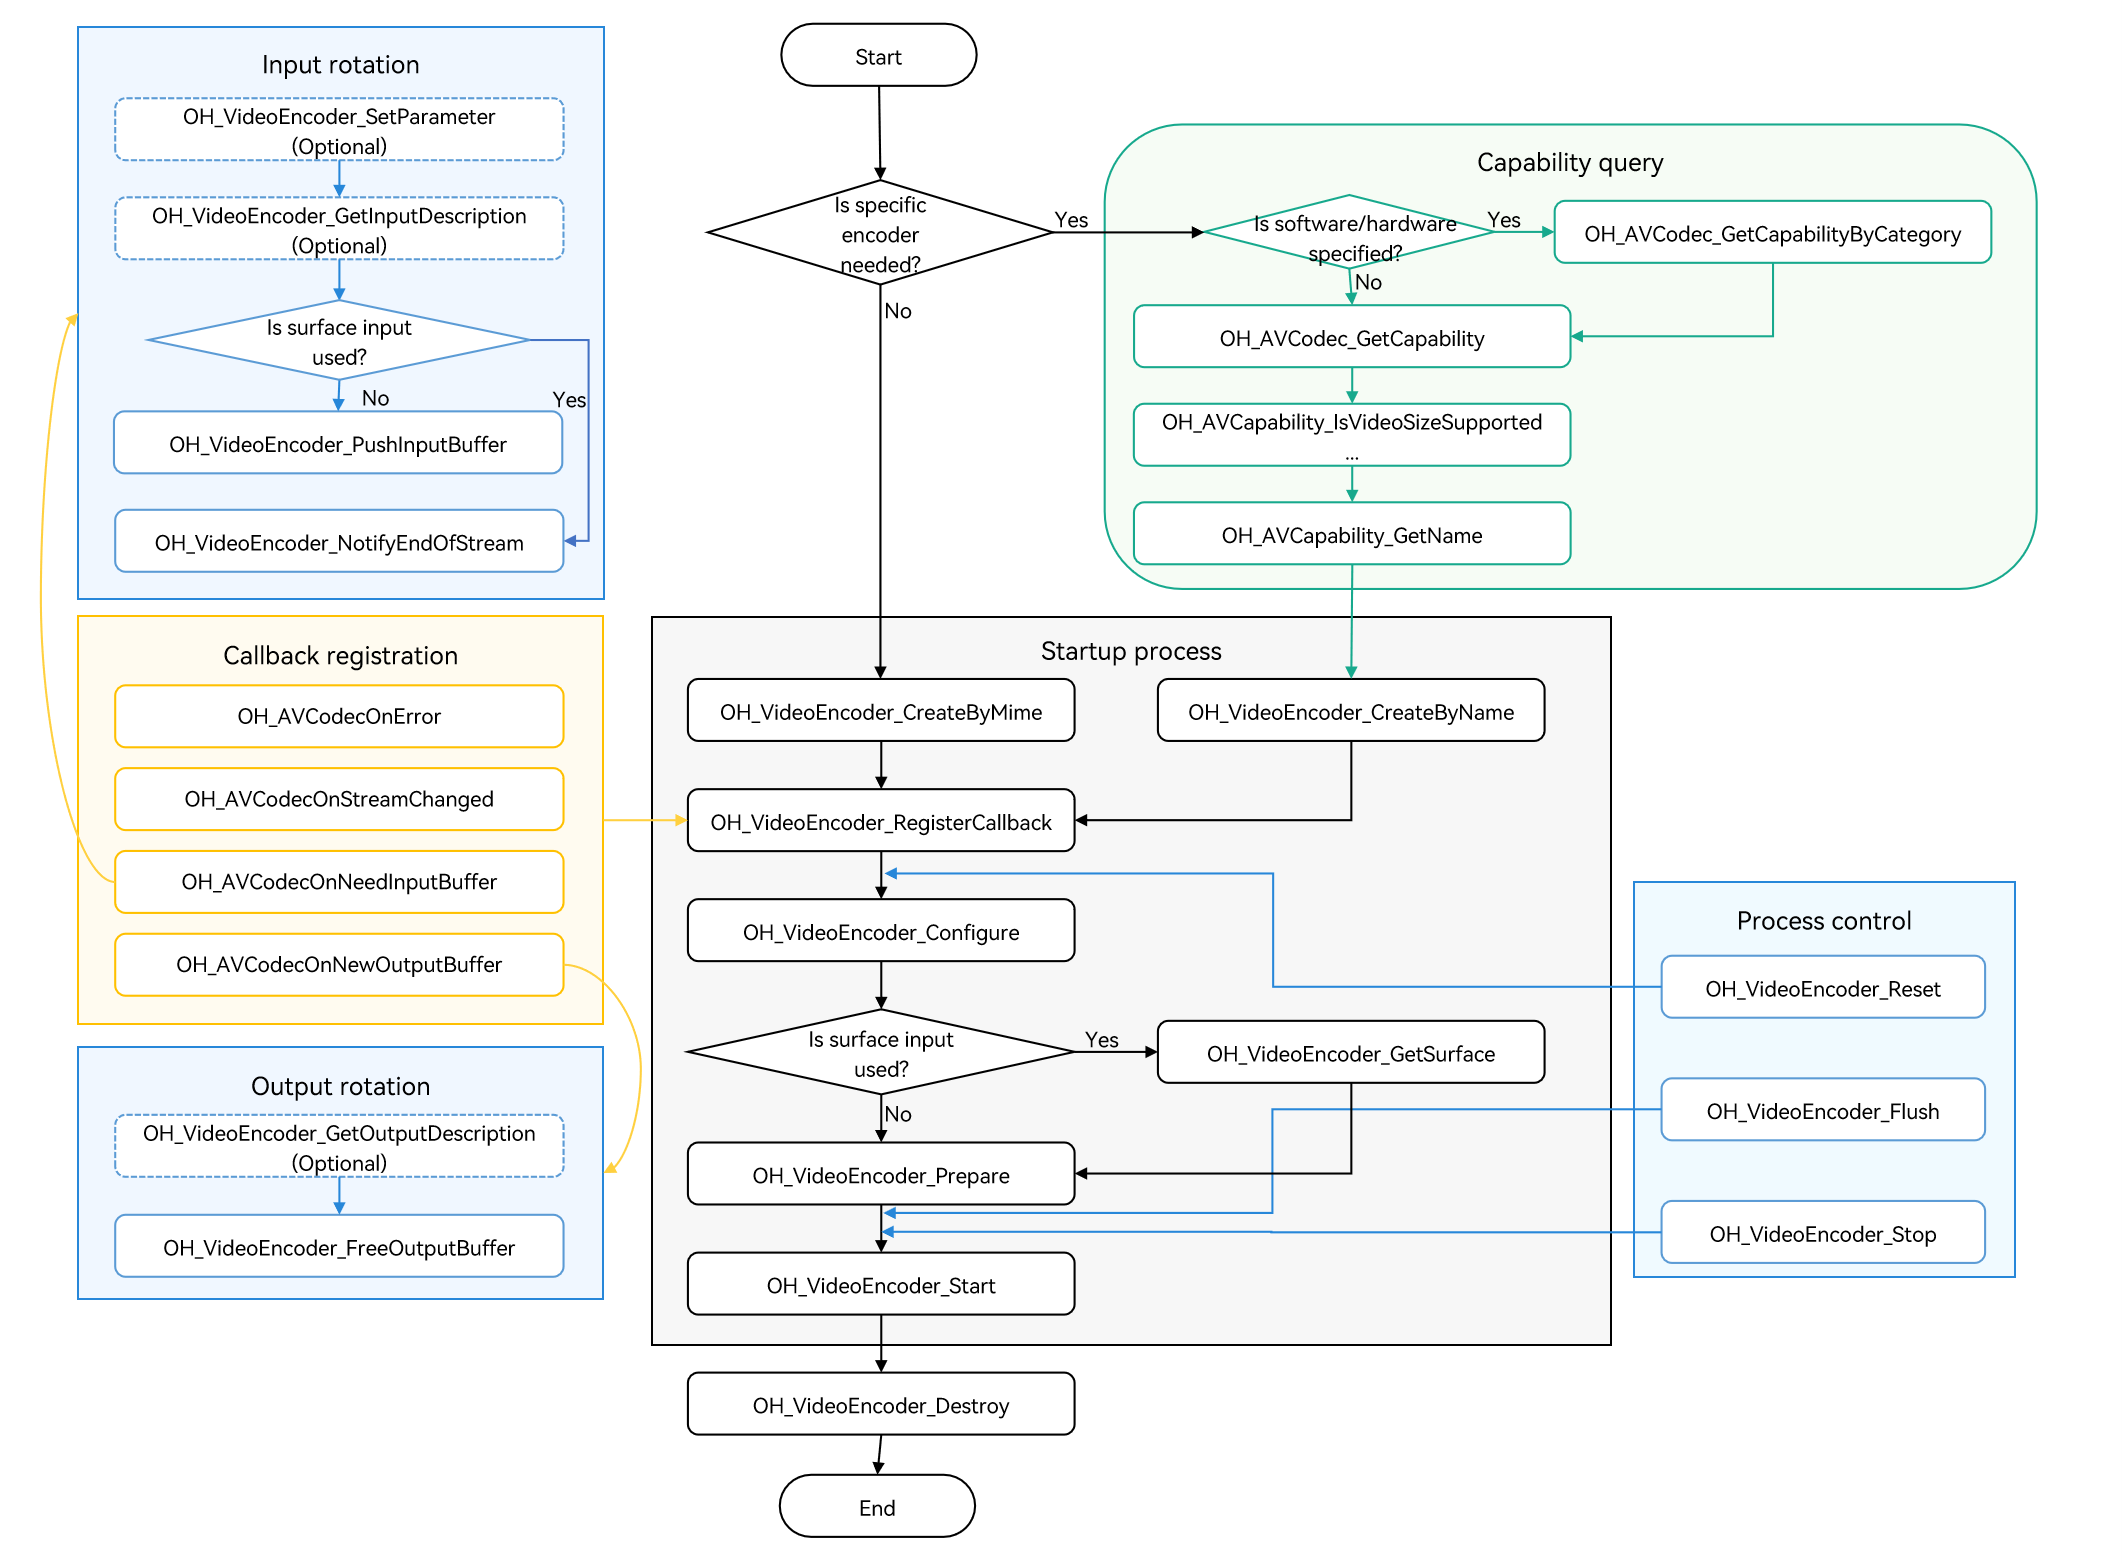 Input rotation
OH_VideoEncoder_SetParameter
(Optional)
OH_VideoEncoder_GetInputDescription
(Optional)
Is surface input
used?
No
Yes
OH_VideoEncoder_PushInputBuffer
OH_VideoEncoder_NotifyEndOfStream
Callback registration
OH_AVCodecOnError
OH_AVCodecOnStreamChanged
OH_AVCodecOnNeedInputBuffer
OH_AVCodecOnNewOutputBuffer
Output rotation
OH_VideoEncoder_GetOutputDescription
(Optional)
OH_VideoEncoder_FreeOutputBuffer
Start
Is specific
encoder
needed?
Yes
No
Capability query
Is software/hardware
specified?
Yes
No
OH_AVCodec_GetCapabilityByCategory
OH_AVCodec_GetCapability
OH_AVCapability_IsVideoSizeSupported
...
OH_AVCapability_GetName
Startup process
OH_VideoEncoder_CreateByMime
OH_VideoEncoder_CreateByName
OH_VideoEncoder_RegisterCallback
OH_VideoEncoder_Configure
Is surface input
used?
Yes
No
OH_VideoEncoder_GetSurface
OH_VideoEncoder_Prepare
OH_VideoEncoder_Start
OH_VideoEncoder_Destroy
End
Process control
OH_VideoEncoder_Reset
OH_VideoEncoder_Flush
OH_VideoEncoder_Stop